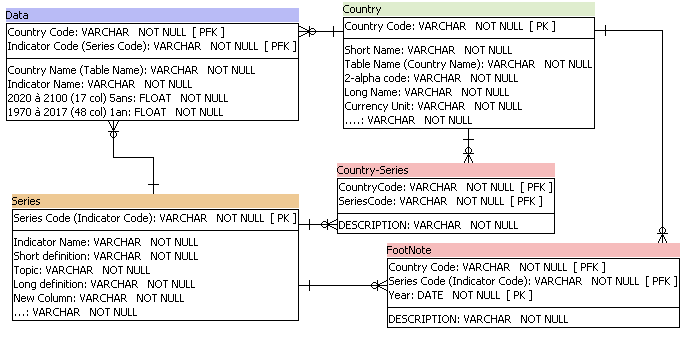 Data
Country Code: VARCHAR NOT NULL [ PFK ]
Indicator Code (Series Code): VARCHAR NOT NULL [ PFK ]
Country Name (Table Name): VARCHAR NOT NULL
Indicator Name: VARCHAR NOT NULL
2020 à 2100 (17 col) 5ans: FLOAT NOT NULL
1970 à 2017 (48 col) 1an: FLOAT NOT NULL
Country
Country Code: VARCHAR NOT NULL [ PK ]
Short Name: VARCHAR NOT NULL
Table Name (Country Name): VARCHAR NOT NULL
2-alpha code: VARCHAR NOT NULL
Long Name: VARCHAR NOT NULL
Currency Unit: VARCHAR NOT NULL
....: VARCHAR NOT NULL
Country-Series
CountryCode: VARCHAR NOT NULL [ PFK ]
SeriesCode: VARCHAR NOT NULL [ PFK ]
DESCRIPTION: VARCHAR NOT NULL
Series
Series Code (Indicator Code): VARCHAR NOT NULL [ PK ]
Indicator Name: VARCHAR NOT NULL
Short definition: VARCHAR NOT NULL
Topic: VARCHAR NOT NULL
Long definition: VARCHAR NOT NULL
New Column: VARCHAR NOT NULL
...: VARCHAR NOT NULL
FootNote
Country Code: VARCHAR NOT NULL [ PFK ]
Series Code (Indicator Code): VARCHAR NOT NULL [ PFK ]
Year: DATE NOT NULL [ PK ]
DESCRIPTION: VARCHAR NOT NULL